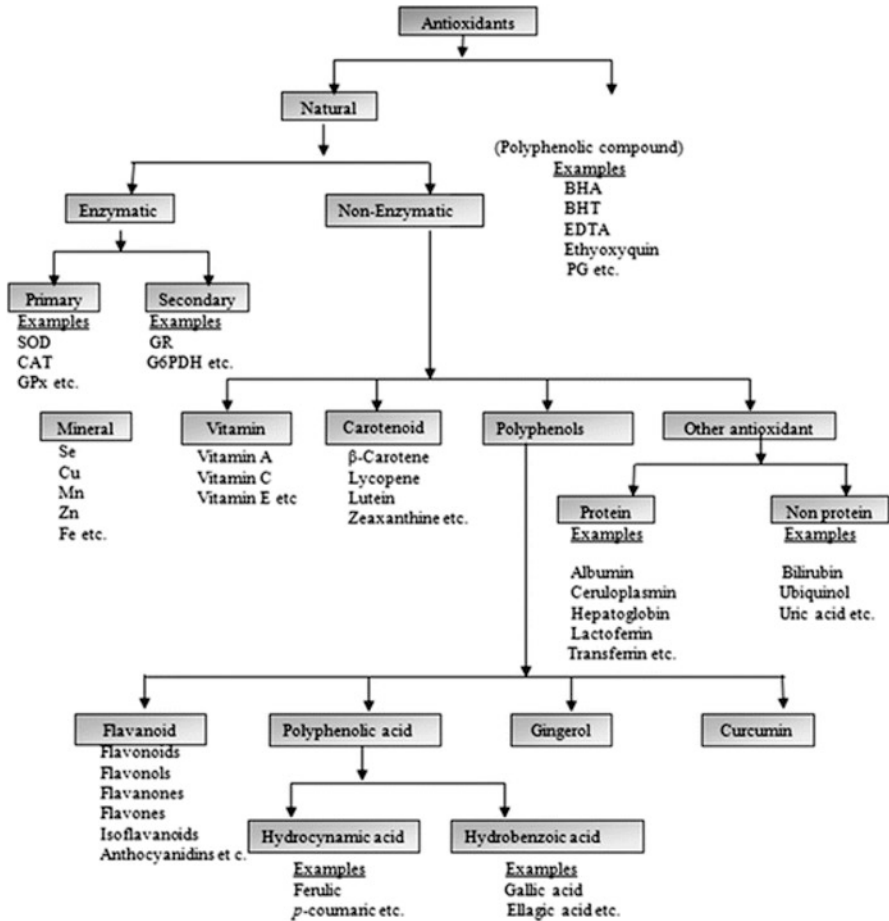 Antioxidants
Natural
(Polyphenolic compound)
Examples
BHA
BHT
EDTA
Ethyoxyquin
PG etc.
Enzymatic
Non-Enzymatic
Primary
Examples
SOD
CAT
GPx etc.
Secondary
Examples
GR
G6PDH etc.
Mineral
Se
Cu
Mn
Zn
Fe etc.
Vitamin
Vitamin A
Vitamin C
Vitamin E etc
Carotenoid
β-Carotene
Lycopene
Lutein
Zeaxanthine etc.
Polyphenols
Other antioxidant
Protein
Examples
Albumin
Ceruloplasmin
Hepatoglobin
Lactoferrin
Transferrin etc.
Non protein
Examples
Bilirubin
Ubiquinol
Uric acid etc.
Flavanoid
Flavonoids
Flavonols
Flavanones
Flavones
Isoflavanoids
Anthocyanidins et c.
Polyphenolic acid
Gingerol
Curcumin
Hydrocynamic acid
Examples
Ferulic
p-coumaric etc.
Hydrobenzoic acid
Examples
Gallic acid
Ellagic acid etc.